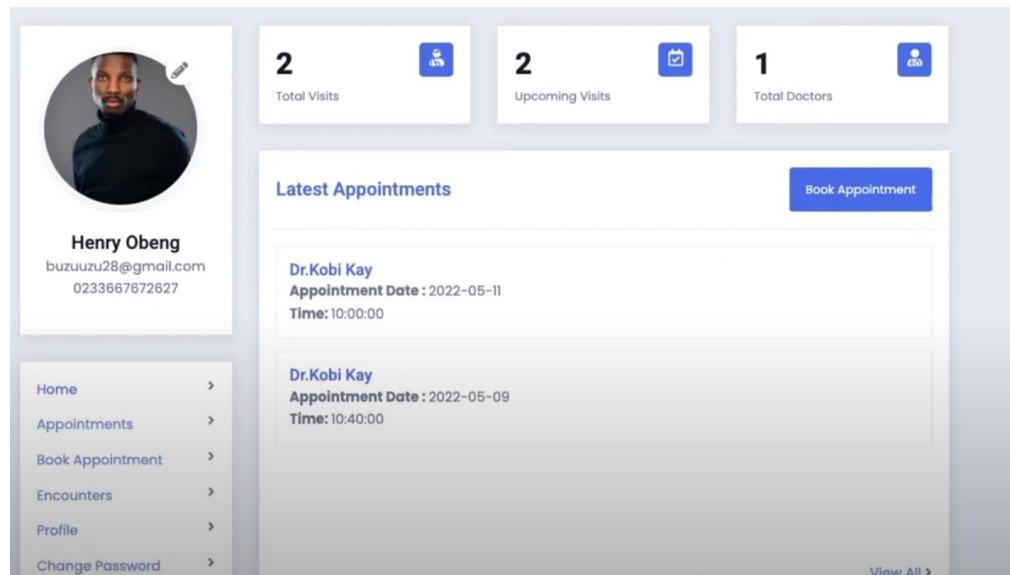 Henry Obeng
buzuuzu28@gmail.com
0233667672627
Home
Appointments
Book Appointment
Encounters
Profile
Change Password
2
Total Visits
2
Upcoming Visits
1
Total Doctors
Latest Appointments
Book Appointment
Dr.Kobi Kay
Appointment Date : 2022-05-11
Time: 10:00:00
Dr.Kobi Kay
Appointment Date : 2022-05-09
Time: 10:40:00
View All